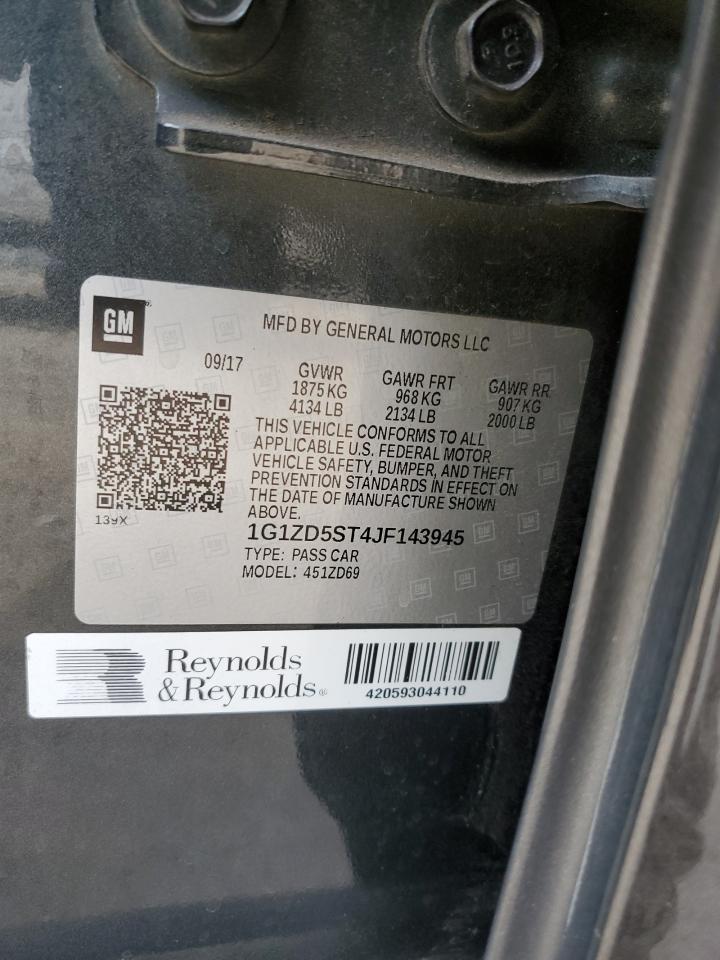 GM
MFD BY GENERAL MOTORS LLC
09/17
GVWR
1875 KG
4134 LB
GAWR FRT
968 KG
2134 LB
GAWR RR
907 KG
2000 LB
THIS VEHICLE CONFORMS TO ALL
APPLICABLE U.S. FEDERAL MOTOR
VEHICLE SAFETY, BUMPER, AND THEFT
PREVENTION STANDARDS IN EFFECT ON
THE DATE OF MANUFACTURE SHOWN
ABOVE.
139X
1G1ZD5ST4JF143945
TYPE: PASS CAR
MODEL: 451ZD69
Reynolds
& Reynolds®
420593044110